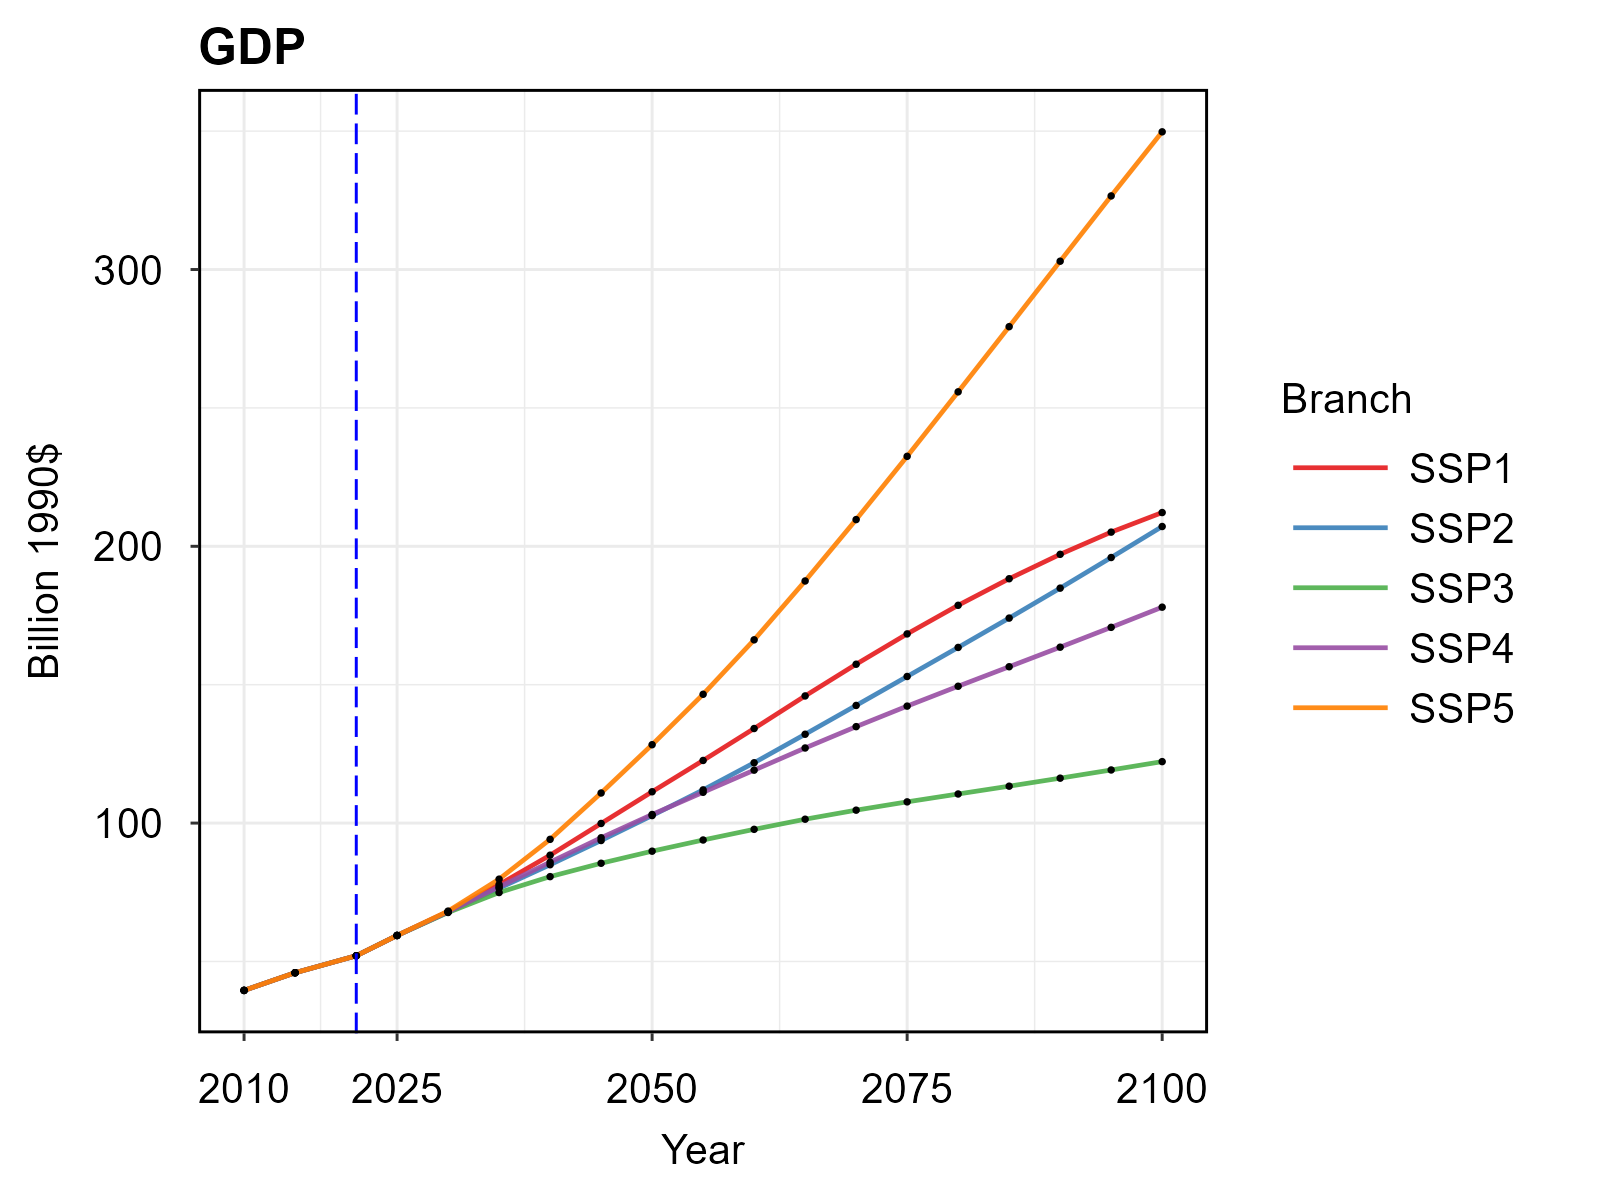 GDP
300
200
100
Billion 1990$
2010 2025 2050 2075 2100
Year
Branch
SSP1
SSP2
SSP3
SSP4
SSP5